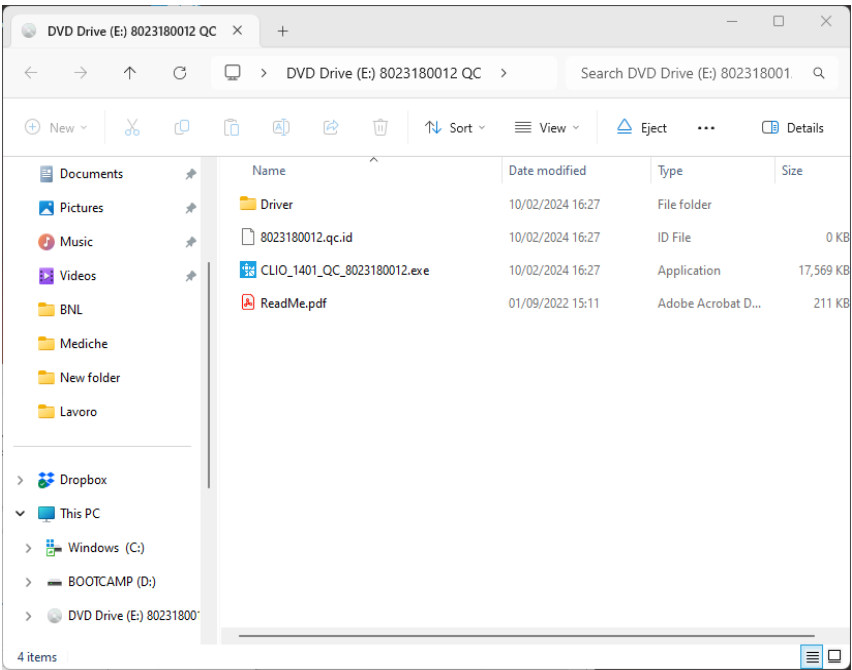 DVD Drive (E:) 8023180012 QC
DVD Drive (E:) 8023180012 QC
Search DVD Drive (E:) 802318001
New
Sort
View
Eject
Details
Name Date modified Type Size
Documents
Pictures
Music
Videos
BNL
Mediche
New folder
Lavoro
Dropbox
This PC
Windows (C:)
BOOTCAMP (D:)
DVD Drive (E:) 80231800
Driver 10/02/2024 16:27 File folder
8023180012.qc.id 10/02/2024 16:27 ID File 0 KB
CLIO_1401_QC_8023180012.exe 10/02/2024 16:27 Application 17,569 KB
ReadMe.pdf 01/09/2022 15:11 Adobe Acrobat D... 211 KB
4 items